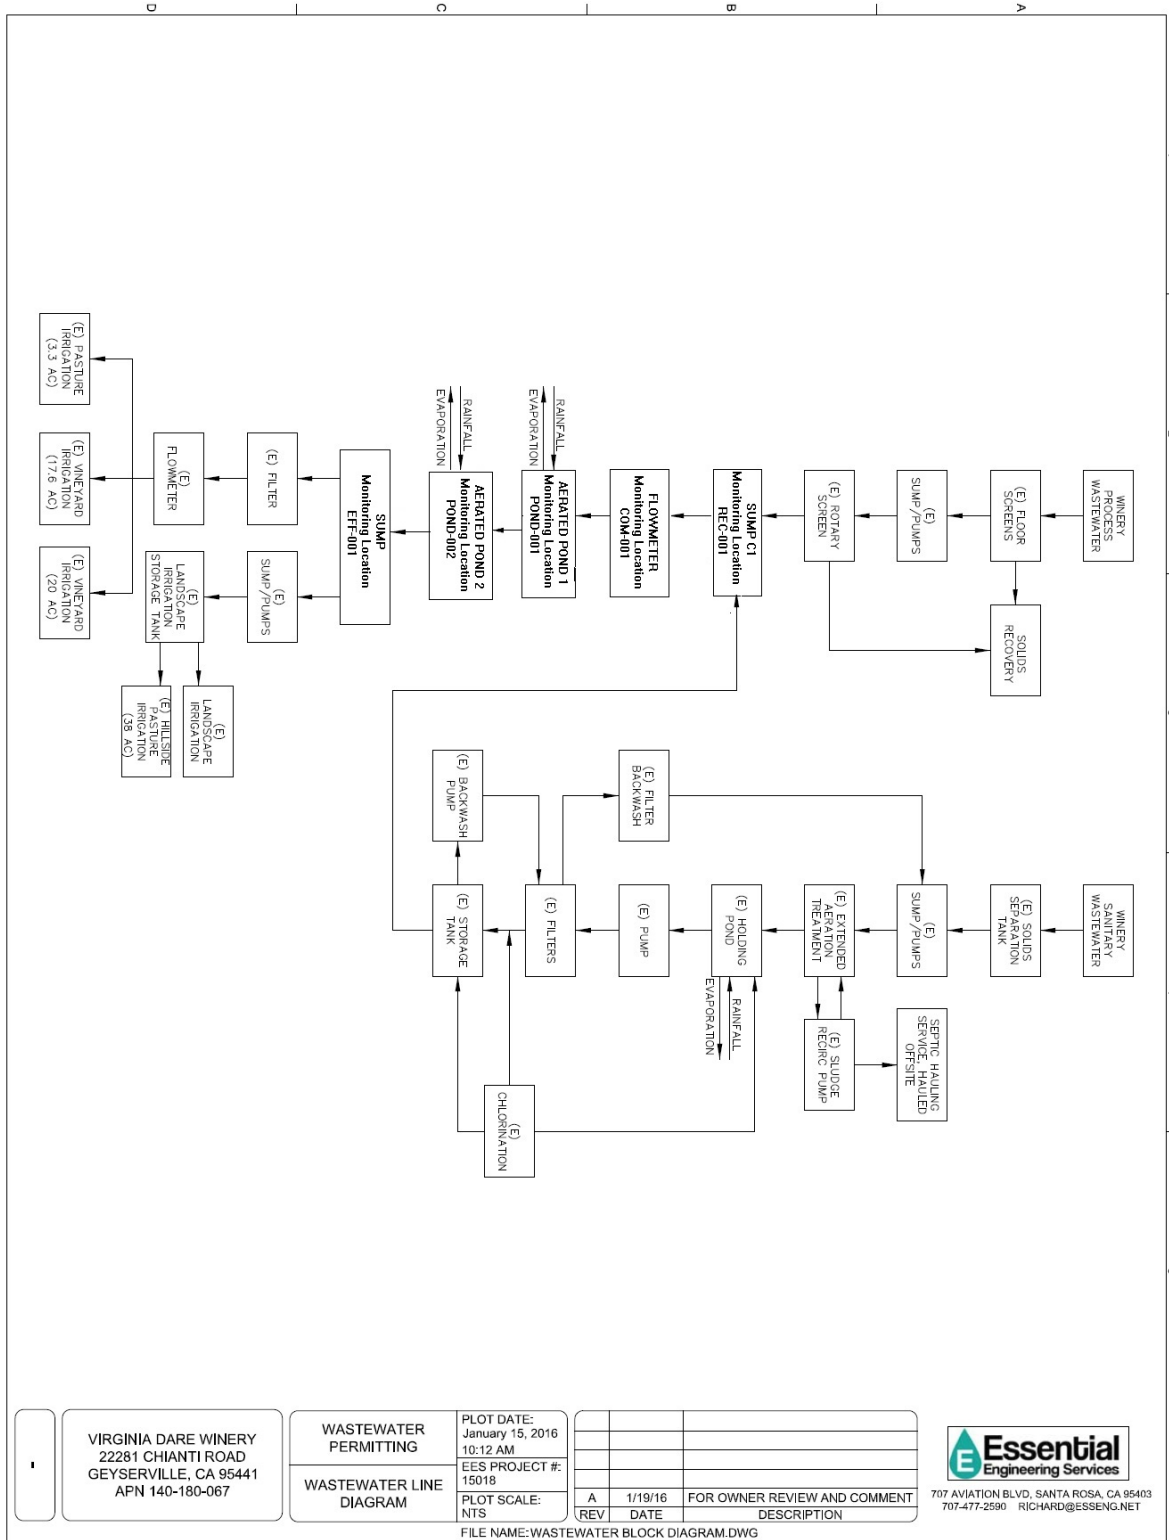 D
C
B
A
WINERY
PROCESS
WASTEWATER
(E) FLOOR
SCREENS
SOLIDS
RECOVERY
(E)
SUMP/PUMPS
(E) ROTARY
SCREEN
SUMP C1
Monitoring Location
REC-001
FLOWMETER
Monitoring Location
COM-001
AERATED POND 1
Monitoring Location
POND-001
RAINFALL
EVAPORATION
AERATED POND 2
Monitoring Location
POND-002
RAINFALL
EVAPORATION
SUMP
Monitoring Location
EFF-001
(E) FILTER
(E)
FLOWMETER
(E) PASTURE
IRRIGATION
(3.3 AC)
(E) VINEYARD
IRRIGATION
(17.6 AC)
(E) VINEYARD
IRRIGATION
(20 AC)
(E)
SUMP/PUMPS
(E)
LANDSCAPE
IRRIGATION
STORAGE TANK
(E)
LANDSCAPE
IRRIGATION
(E) HILLSIDE
PASTURE
IRRIGATION
(38 AC)
WINERY
SANITARY
WASTEWATER
(E) SOLIDS
SEPARATION
TANK
(E)
SUMP/PUMPS
(E) EXTENDED
AERATION
TREATMENT
(E) SLUDGE
RECIRC PUMP
SEPTIC HAULING
SERVICE, HAULED
OFFSITE
(E) HOLDING
POND
RAINFALL
EVAPORATION
(E) PUMP
(E) FILTERS
(E) FILTER
BACKWASH
(E) STORAGE
TANK
(E) BACKWASH
PUMP
(E)
CHLORINATION
-
VIRGINIA DARE WINERY
22281 CHIANTI ROAD
GEYSERVILLE, CA 95441
APN 140-180-067
WASTEWATER
PERMITTING
WASTEWATER LINE
DIAGRAM
PLOT DATE:
January 15, 2016
10:12 AM
EES PROJECT #:
15018
PLOT SCALE:
NTS
A 1/19/16 FOR OWNER REVIEW AND COMMENT
REV DATE DESCRIPTION
FILE NAME:WASTEWATER BLOCK DIAGRAM.DWG
Essential
Engineering Services
707 AVIATION BLVD, SANTA ROSA, CA 95403
707-477-2590 RICHARD@ESSENG.NET